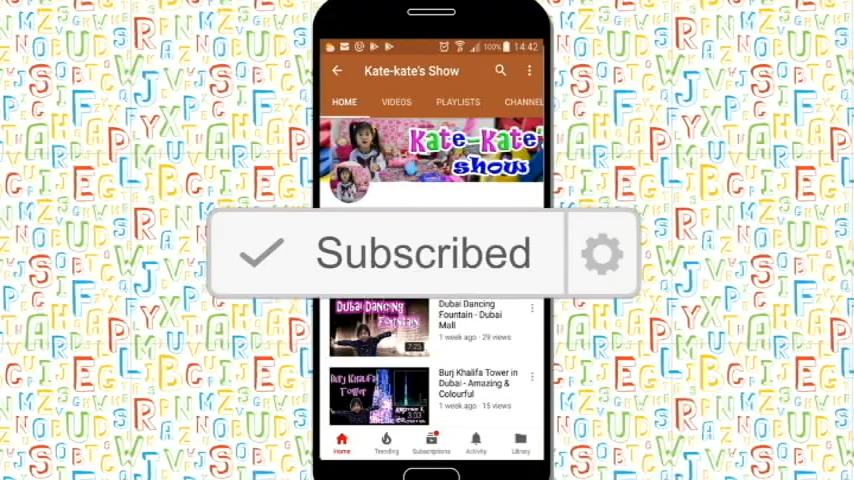 100% 14:42
Kate-kate's Show
HOME VIDEOS PLAYLISTS CHANNEL
Kate-Kate'
show
Subscribed
Dubai Dancing
Fountain
7:25
Dubai Dancing
Fountain - Dubai
Mall
1 week ago · 29 views
Burj Khalifa
Tower
3:03
Burj Khalifa Tower in
Dubai - Amazing &
Colourful
1 week ago · 15 views
Home Trending Subscriptions Activity Library